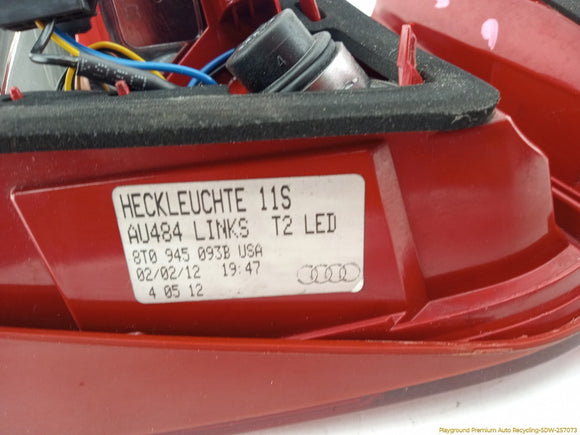 HECKLEUCHTE 11S
AU484 LINKS T2 LED
8T0 945 093B USA
02/02/12 19:47
4 05 12
4
Playground Premium Auto Recycling-SDW-257073